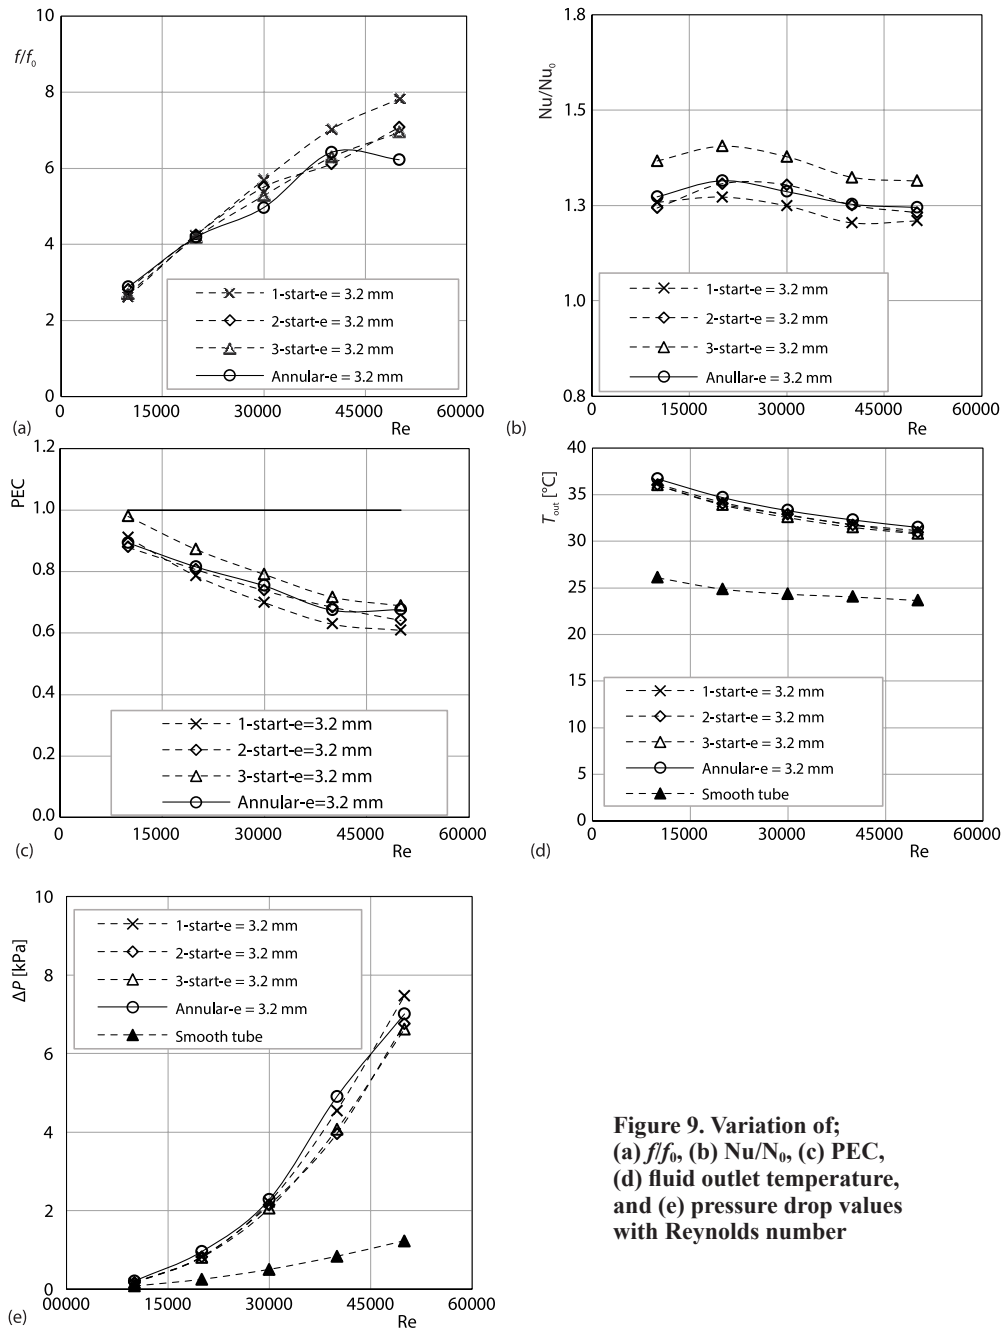 10
f/f₀
8
6
4
2
0
0 15000 30000 45000 60000
Re
(a)
1-start-e = 3.2 mm
2-start-e = 3.2 mm
3-start-e = 3.2 mm
Annular-e = 3.2 mm
1.8
Nu/Nu₀
1.5
1.3
1.0
0.8
0 15000 30000 45000 60000
Re
(b)
1-start-e = 3.2 mm
2-start-e = 3.2 mm
3-start-e = 3.2 mm
Anullar-e = 3.2 mm
1.2
PEC
1.0
0.8
0.6
0.4
0.2
0.0
0 15000 30000 45000 60000
Re
(c)
1-start-e=3.2 mm
2-start-e=3.2 mm
3-start-e=3.2 mm
Annular-e=3.2 mm
40
T_out [°C]
35
30
25
20
15
10
5
0
0 15000 30000 45000 60000
Re
(d)
1-start-e = 3.2 mm
2-start-e = 3.2 mm
3-start-e = 3.2 mm
Annular-e = 3.2 mm
Smooth tube
10
ΔP [kPa]
8
6
4
2
0
00000 15000 30000 45000 60000
Re
(e)
1-start-e = 3.2 mm
2-start-e = 3.2 mm
3-start-e = 3.2 mm
Annular-e = 3.2 mm
Smooth tube
Figure 9. Variation of;
(a) f/f₀, (b) Nu/N₀, (c) PEC,
(d) fluid outlet temperature,
and (e) pressure drop values
with Reynolds number